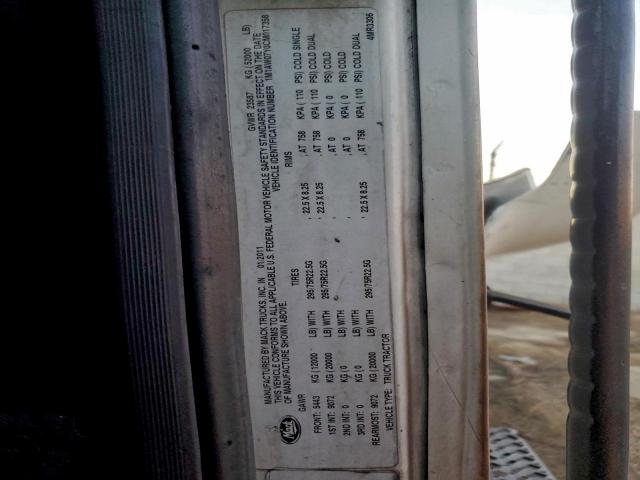 MANUFACTURED BY MACK TRUCKS, INC. IN 01/2011 GVWR 23587 KG ( 52000 LB)
THIS VEHICLE CONFORMS TO ALL APPLICABLE U.S. FEDERAL MOTOR VEHICLE SAFETY STANDARDS IN EFFECT ON THE DATE
OF MANUFACTURE SHOWN ABOVE. VEHICLE IDENTIFICATION NUMBER
Mack
GAWR TIRES RIMS
FRONT: 5443 KG ( 12000 LB) WITH 295/75R22.5G , 22.5 X 8.25 , AT 758 KPA ( 110 PSI) COLD SINGLE
1ST INT: 9072 KG ( 20000 LB) WITH 295/75R22.5G , 22.5 X 8.25 , AT 758 KPA ( 110 PSI) COLD DUAL
2ND INT: 0 KG ( 0 LB) WITH , , AT 0 KPA ( 0 PSI) COLD
3RD INT: 0 KG ( 0 LB) WITH , , AT 0 KPA ( 0 PSI) COLD
REARMOST: 9072 KG ( 20000 LB) WITH 295/75R22.5G , 22.5 X 8.25 , AT 758 KPA ( 110 PSI) COLD DUAL
VEHICLE TYPE: TRUCK TRACTOR 4MR3306